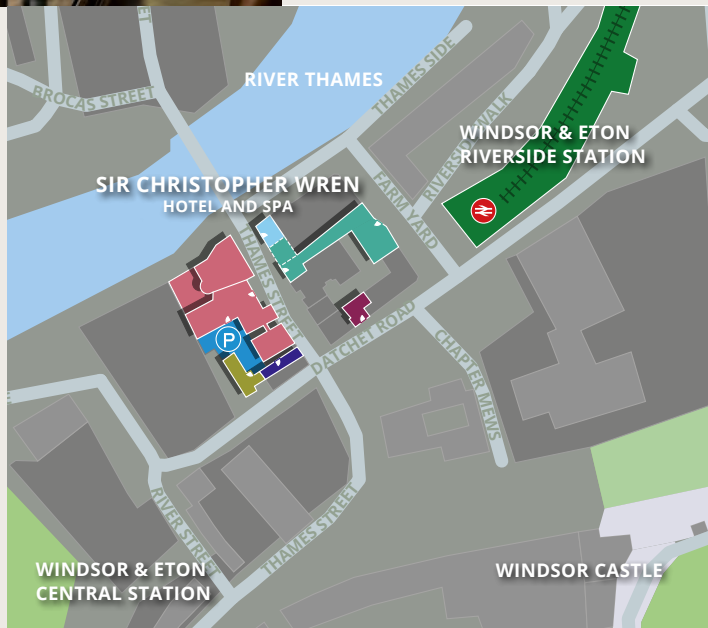 ET
BROCAS STREET
RIVER THAMES
THAMES SIDE
WINDSOR & ETON
RIVERSIDE STATION
RIVERSIDE WALK
SIR CHRISTOPHER WREN
HOTEL AND SPA
FARM YARD
THAMES STREET
P
DATCHET ROAD
CHAPTER MEWS
RIVER STREET
THAMES STREET
WINDSOR & ETON
CENTRAL STATION
WINDSOR CASTLE